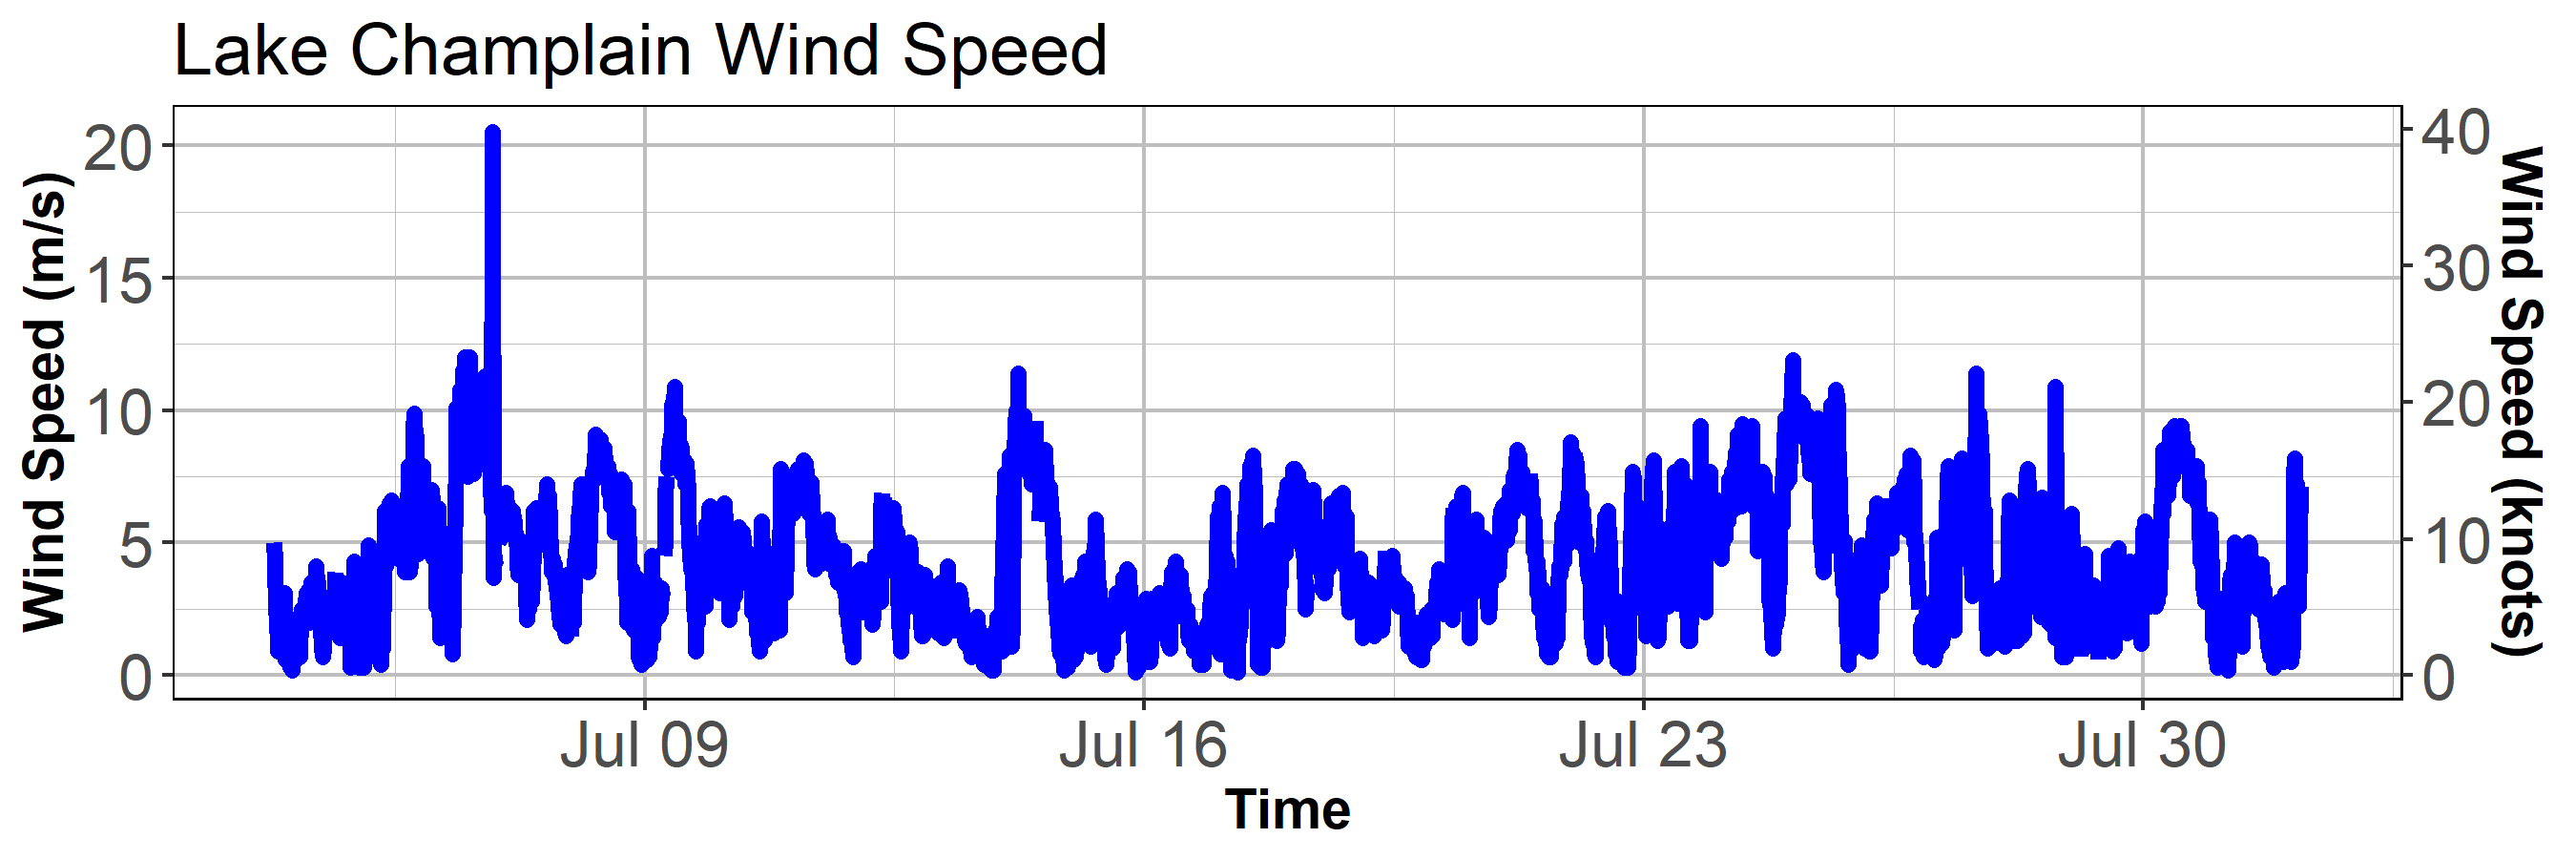 Lake Champlain Wind Speed
Wind Speed (m/s)
20
15
10
5
0
40
30
20
10
0
Wind Speed (knots)
Jul 09
Jul 16
Jul 23
Jul 30
Time